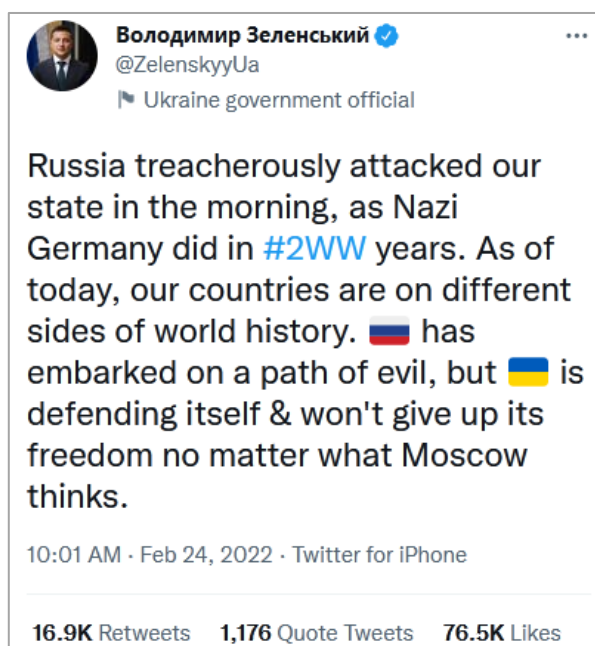 Володимир Зеленський
@ZelenskyyUa
Ukraine government official
Russia treacherously attacked our
state in the morning, as Nazi
Germany did in #2WW years. As of
today, our countries are on different
sides of world history. 🇷🇺 has
embarked on a path of evil, but 🇺🇦 is
defending itself & won't give up its
freedom no matter what Moscow
thinks.
10:01 AM · Feb 24, 2022 · Twitter for iPhone
16.9K Retweets 1,176 Quote Tweets 76.5K Likes